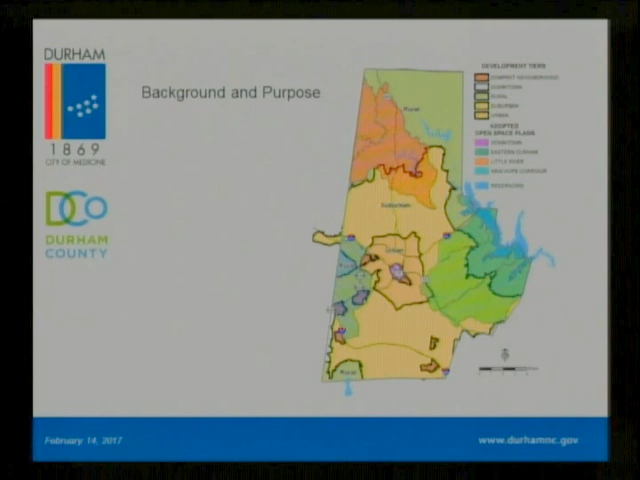 DURHAM
1869
CITY OF MEDICINE
DCo
DURHAM
COUNTY
Background and Purpose
DEVELOPMENT TIERS
COMPACT NEIGHBORHOOD
DOWNTOWN
RURAL
SUBURBAN
URBAN
ADOPTED
OPEN SPACE PLANS
DOWNTOWN
EASTERN DURHAM
LITTLE RIVER
NEW HOPE CORRIDOR
RESERVOIRS
Rural
Suburban
Urban
Rural
Rural
February 14, 2017
www.durhamnc.gov